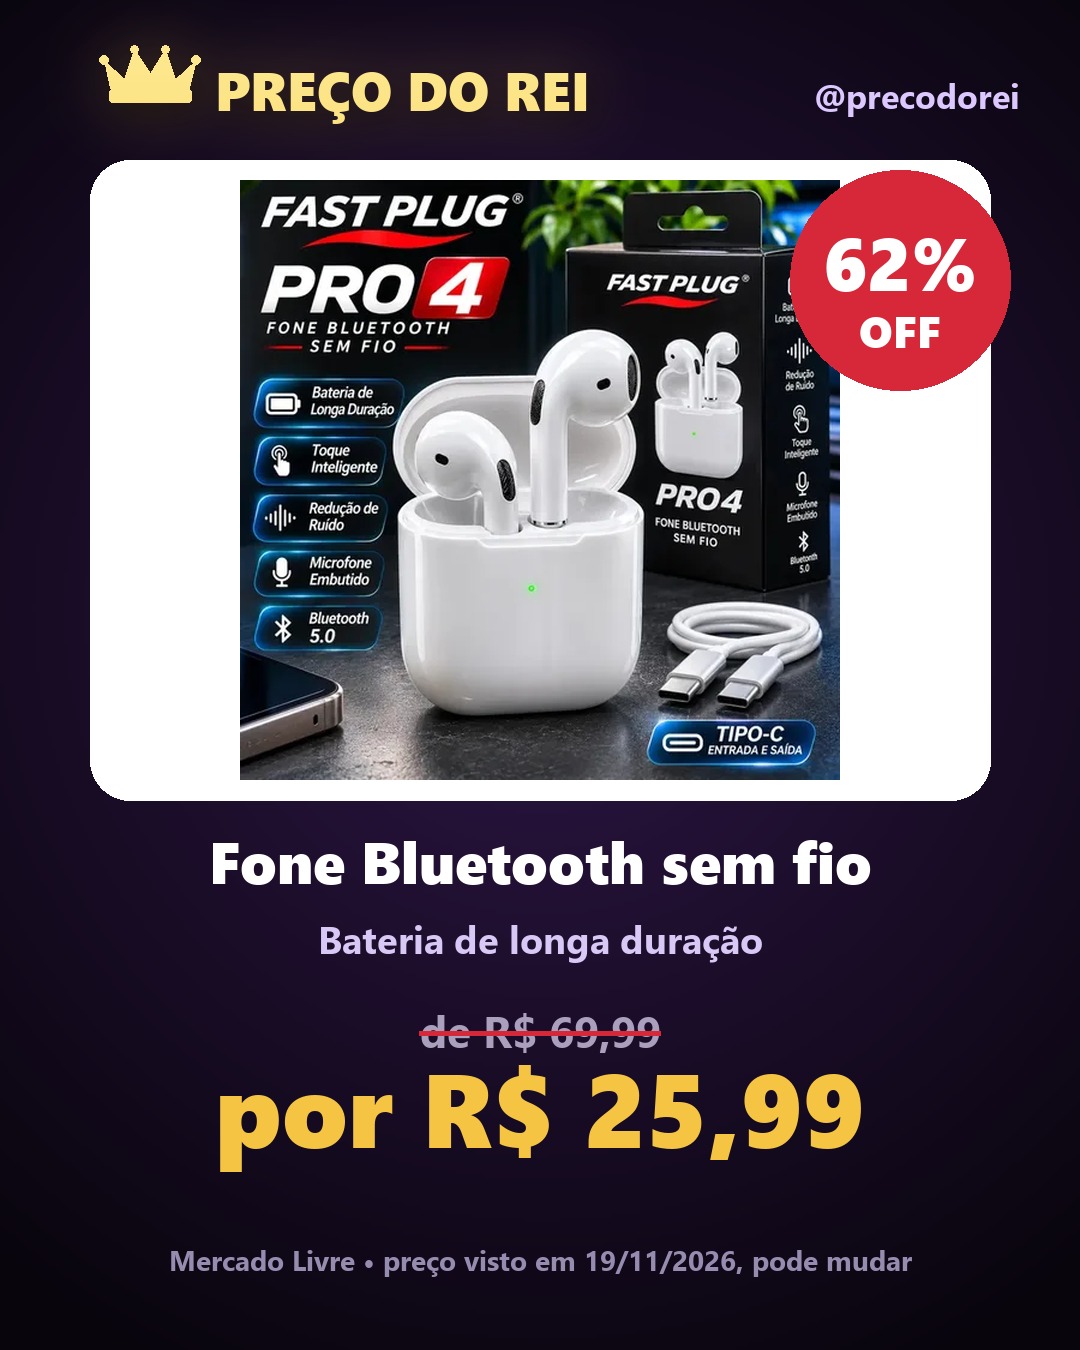 PREÇO DO REI
@precodorei
62%
OFF
FAST PLUG®
PRO 4
FONE BLUETOOTH
SEM FIO
Bateria de
Longa Duração
Toque
Inteligente
Redução de
Ruído
Microfone
Embutido
Bluetooth
5.0
FAST PLUG®
PRO4
FONE BLUETOOTH
SEM FIO
Redução
de Ruído
Toque
Inteligente
Microfone
Embutido
Bluetooth
5.0
TIPO-C
ENTRADA E SAÍDA
Fone Bluetooth sem fio
Bateria de longa duração
de R$ 69,99
por R$ 25,99
Mercado Livre • preço visto em 19/11/2026, pode mudar